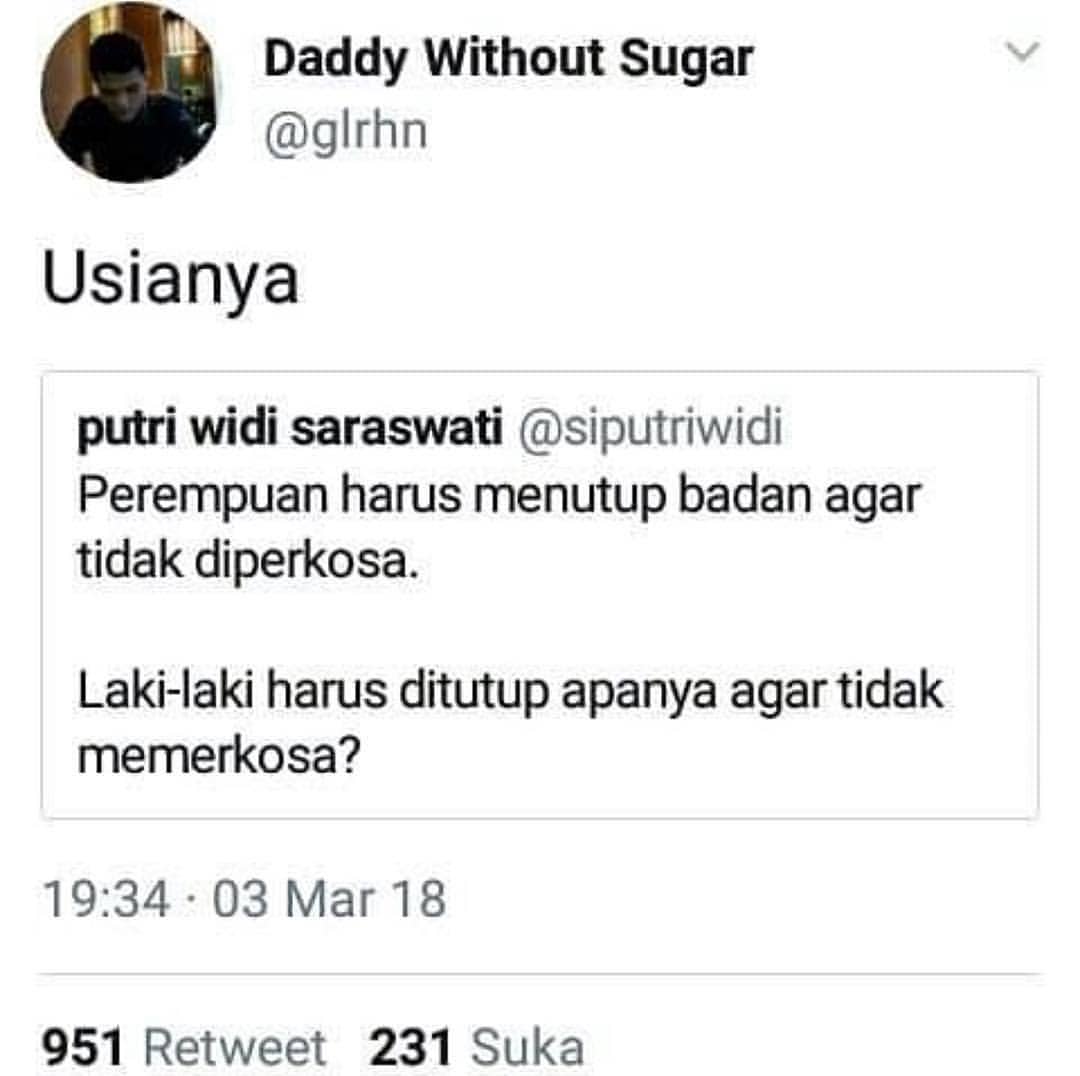 Daddy Without Sugar
@glrhn
Usianya
putri widi saraswati @siputriwidi
Perempuan harus menutup badan agar
tidak diperkosa.
Laki-laki harus ditutup apanya agar tidak
memerkosa?
19:34 · 03 Mar 18
951 Retweet 231 Suka